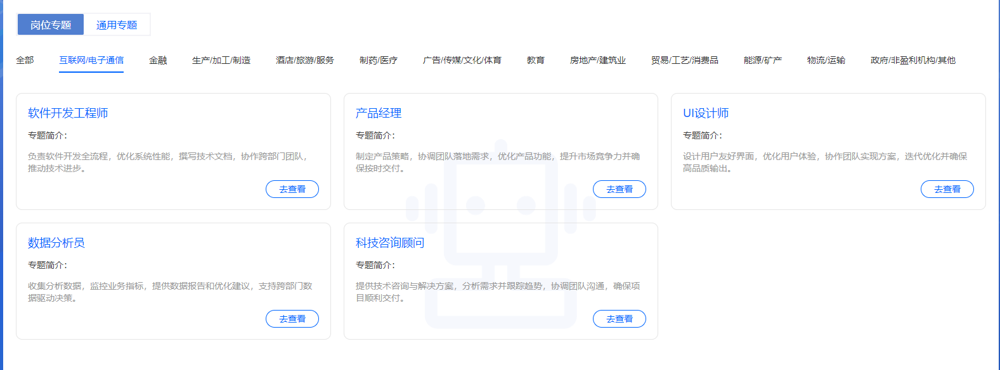 岗位专题 通用专题
全部 互联网/电子通信 金融 生产/加工/制造 酒店/旅游/服务 制药/医疗 广告/传媒/文化/体育 教育 房地产/建筑业 贸易/工艺/消费品 能源/矿产 物流/运输 政府/非盈利机构/其他
软件开发工程师
专题简介：
负责软件开发全流程，优化系统性能，撰写技术文档，协作跨部门团队，
推动技术进步。
去查看
产品经理
专题简介：
制定产品策略，协调团队落地需求，优化产品功能，提升市场竞争力并确
保按时交付。
去查看
UI设计师
专题简介：
设计用户友好界面，优化用户体验，协作团队实现方案，迭代优化并确保
高品质输出。
去查看
数据分析员
专题简介：
收集分析数据，监控业务指标，提供数据报告和优化建议，支持跨部门数
据驱动决策。
去查看
科技咨询顾问
专题简介：
提供技术咨询与解决方案，分析需求并跟踪趋势，协调团队沟通，确保项
目顺利交付。
去查看